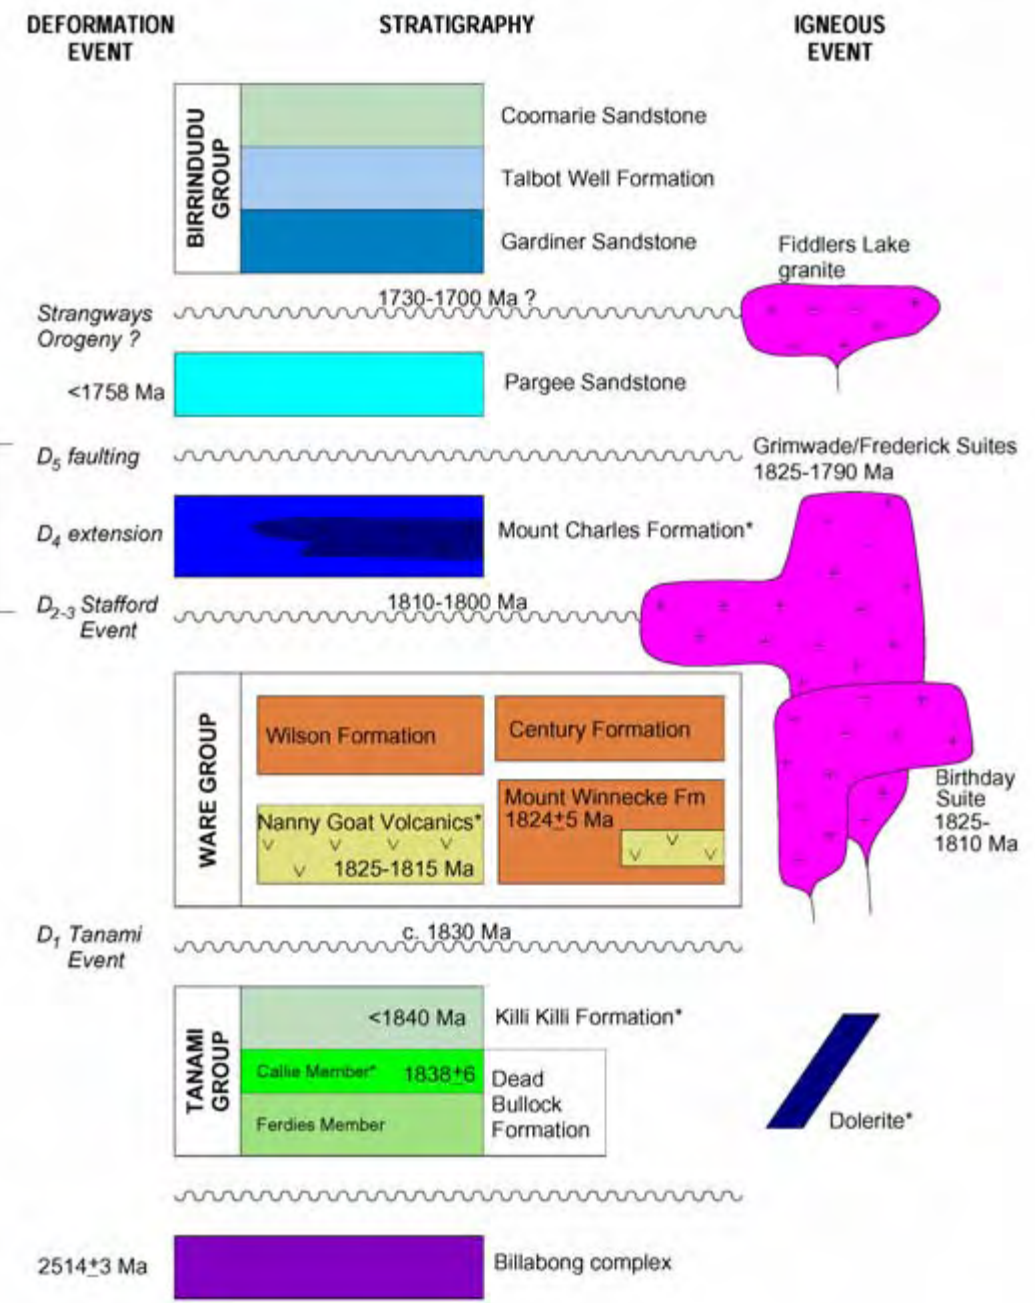 DEFORMATION
EVENT
STRATIGRAPHY
IGNEOUS
EVENT
BIRRINDUDU
GROUP
Coomarie Sandstone
Talbot Well Formation
Gardiner Sandstone
Fiddlers Lake
granite
Strangways
Orogeny ?
1730-1700 Ma ?
<1758 Ma
Pargee Sandstone
D5 faulting
Grimwade/Frederick Suites
1825-1790 Ma
D4 extension
Mount Charles Formation*
D2-3 Stafford
Event
1810-1800 Ma
WARE GROUP
Wilson Formation
Century Formation
Nanny Goat Volcanics*
1825-1815 Ma
Mount Winnecke Fm
1824±5 Ma
Birthday
Suite
1825-
1810 Ma
D1 Tanami
Event
c. 1830 Ma
TANAMI
GROUP
<1840 Ma
Killi Killi Formation*
Callie Member*
1838±6
Ferdies Member
Dead
Bullock
Formation
Dolerite*
2514±3 Ma
Billabong complex